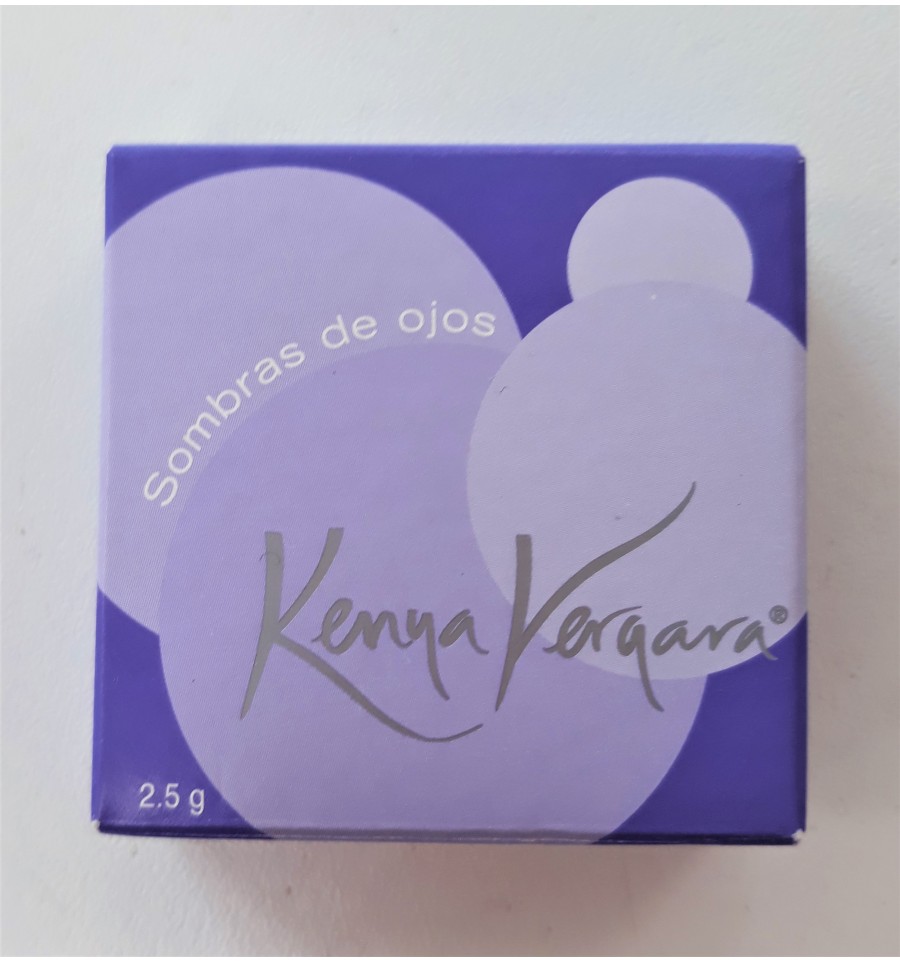 Sombras de ojos
Kenya Vergara®
2.5 g